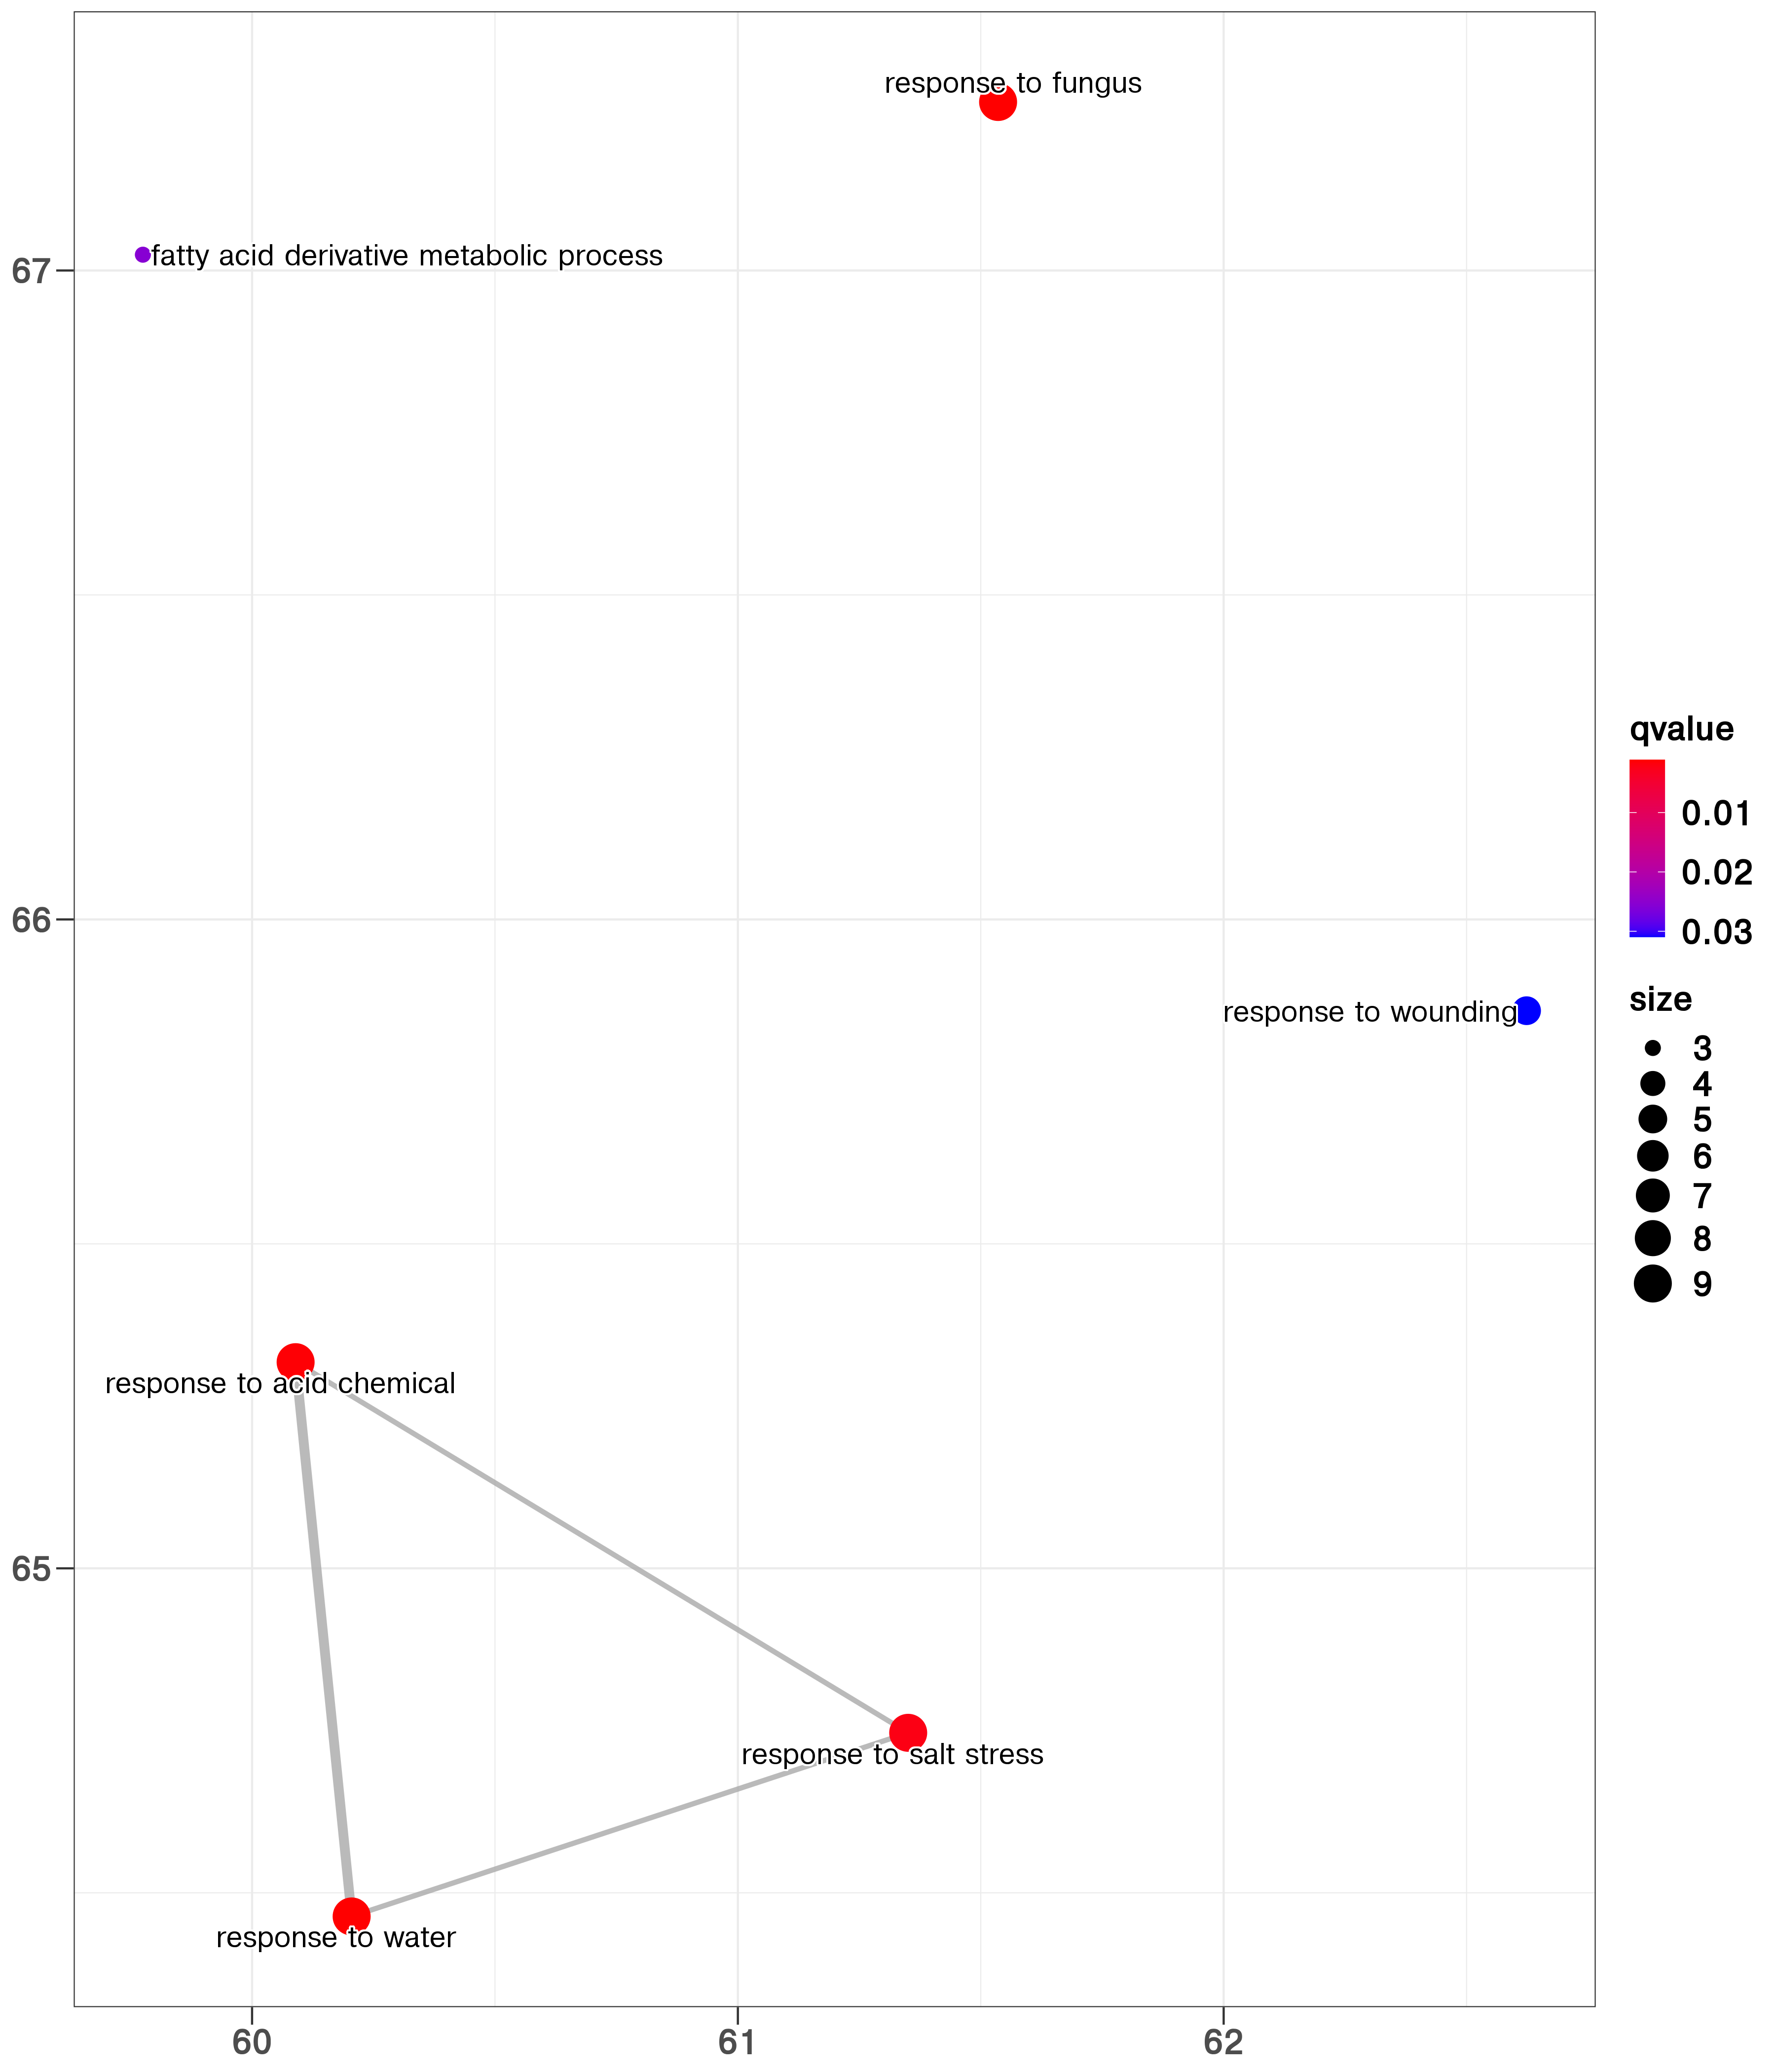 response to fungus
fatty acid derivative metabolic process
67
66
response to wounding
response to acid chemical
65
response to salt stress
response to water
60
61
62
qvalue
0.01
0.02
0.03
size
3
4
5
6
7
8
9